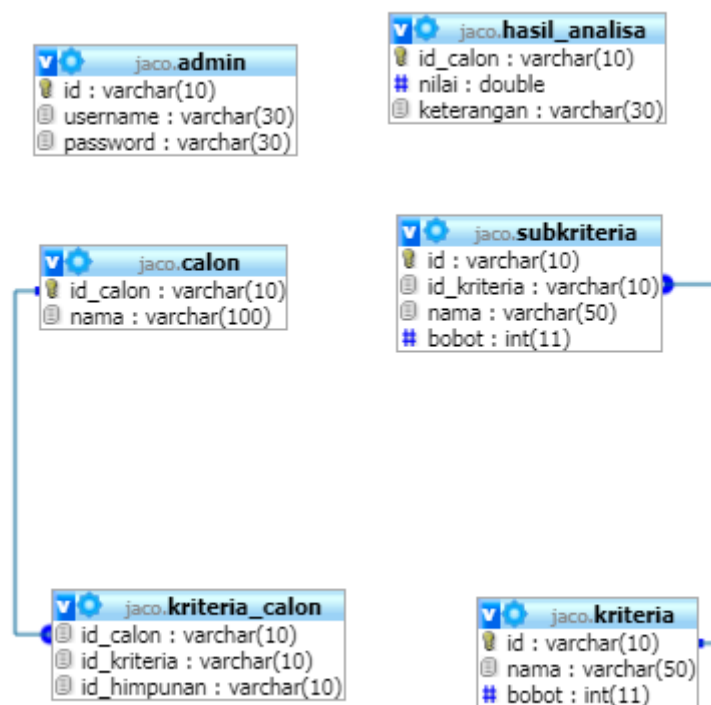 jaco.admin
id : varchar(10)
username : varchar(30)
password : varchar(30)
jaco.hasil_analisa
id_calon : varchar(10)
# nilai : double
keterangan : varchar(30)
jaco.calon
id_calon : varchar(10)
nama : varchar(100)
jaco.subkriteria
id : varchar(10)
id_kriteria : varchar(10)
nama : varchar(50)
# bobot : int(11)
jaco.kriteria_calon
id_calon : varchar(10)
id_kriteria : varchar(10)
id_himpunan : varchar(10)
jaco.kriteria
id : varchar(10)
nama : varchar(50)
# bobot : int(11)